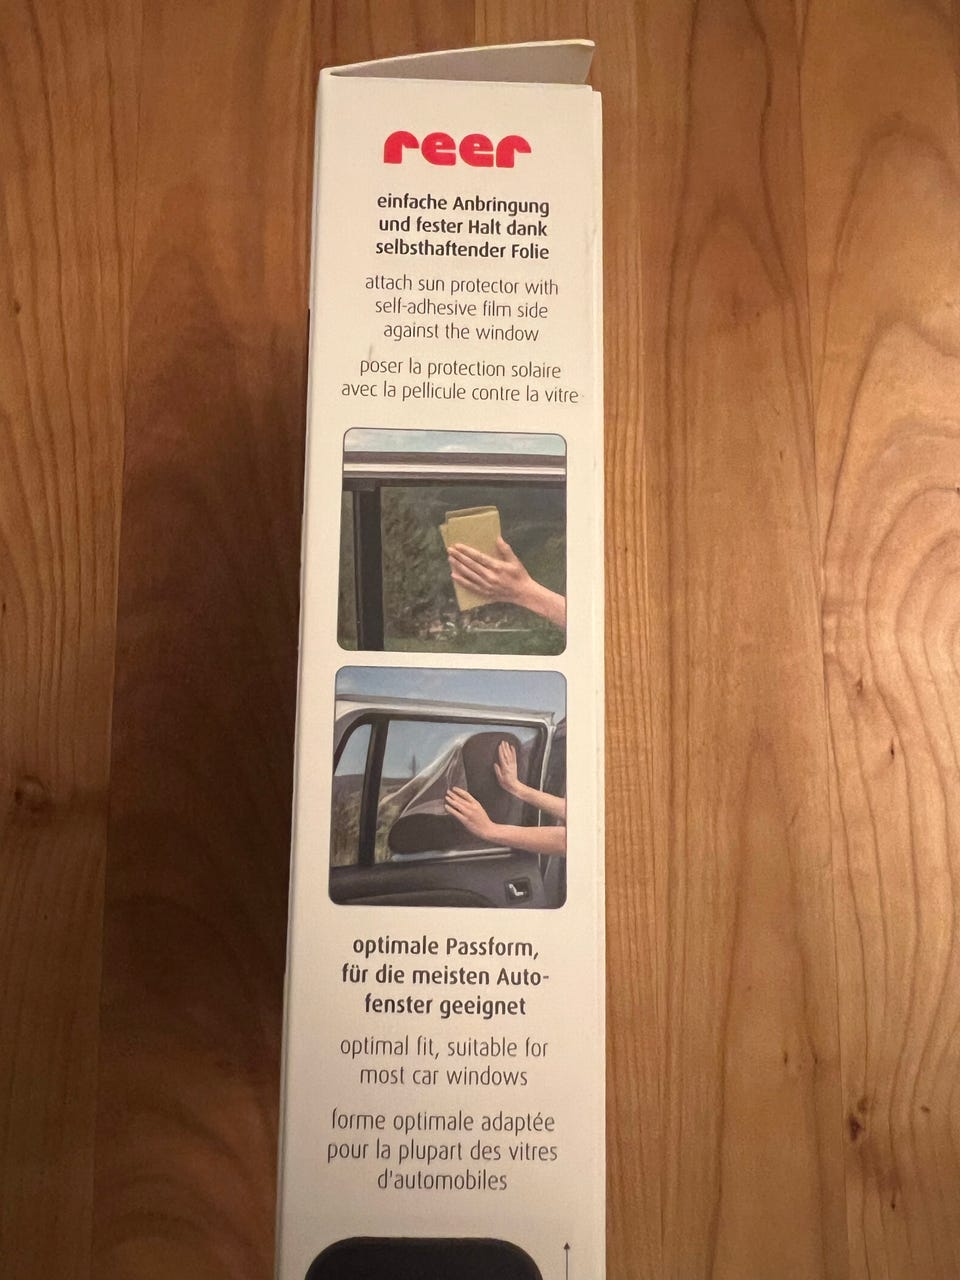 reer
einfache Anbringung
und fester Halt dank
selbsthaftender Folie
attach sun protector with
self-adhesive film side
against the window
poser la protection solaire
avec la pellicule contre la vitre
optimale Passform,
für die meisten Auto-
fenster geeignet
optimal fit, suitable for
most car windows
forme optimale adaptée
pour la plupart des vitres
d'automobiles